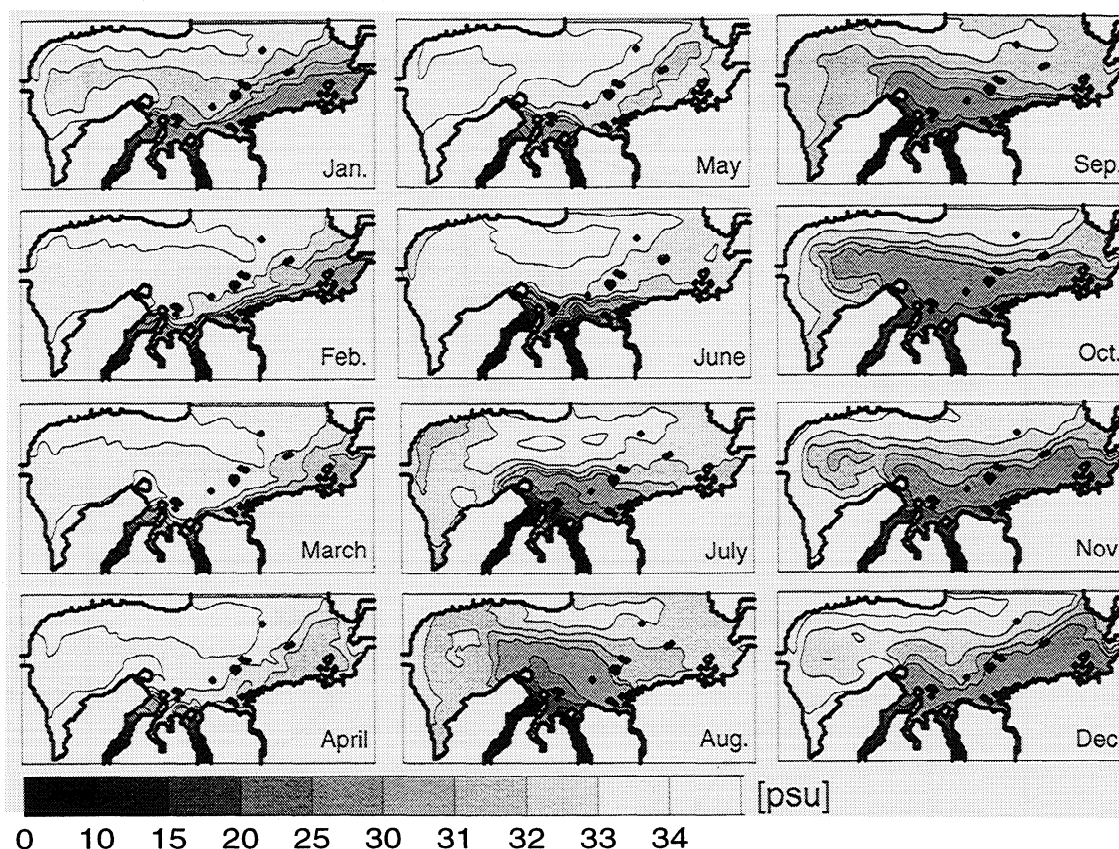 Jan.
May
Sep.
Feb.
June
Oct.
March
July
Nov.
April
Aug.
Dec
[psu]
0 10 15 20 25 30 31 32 33 34